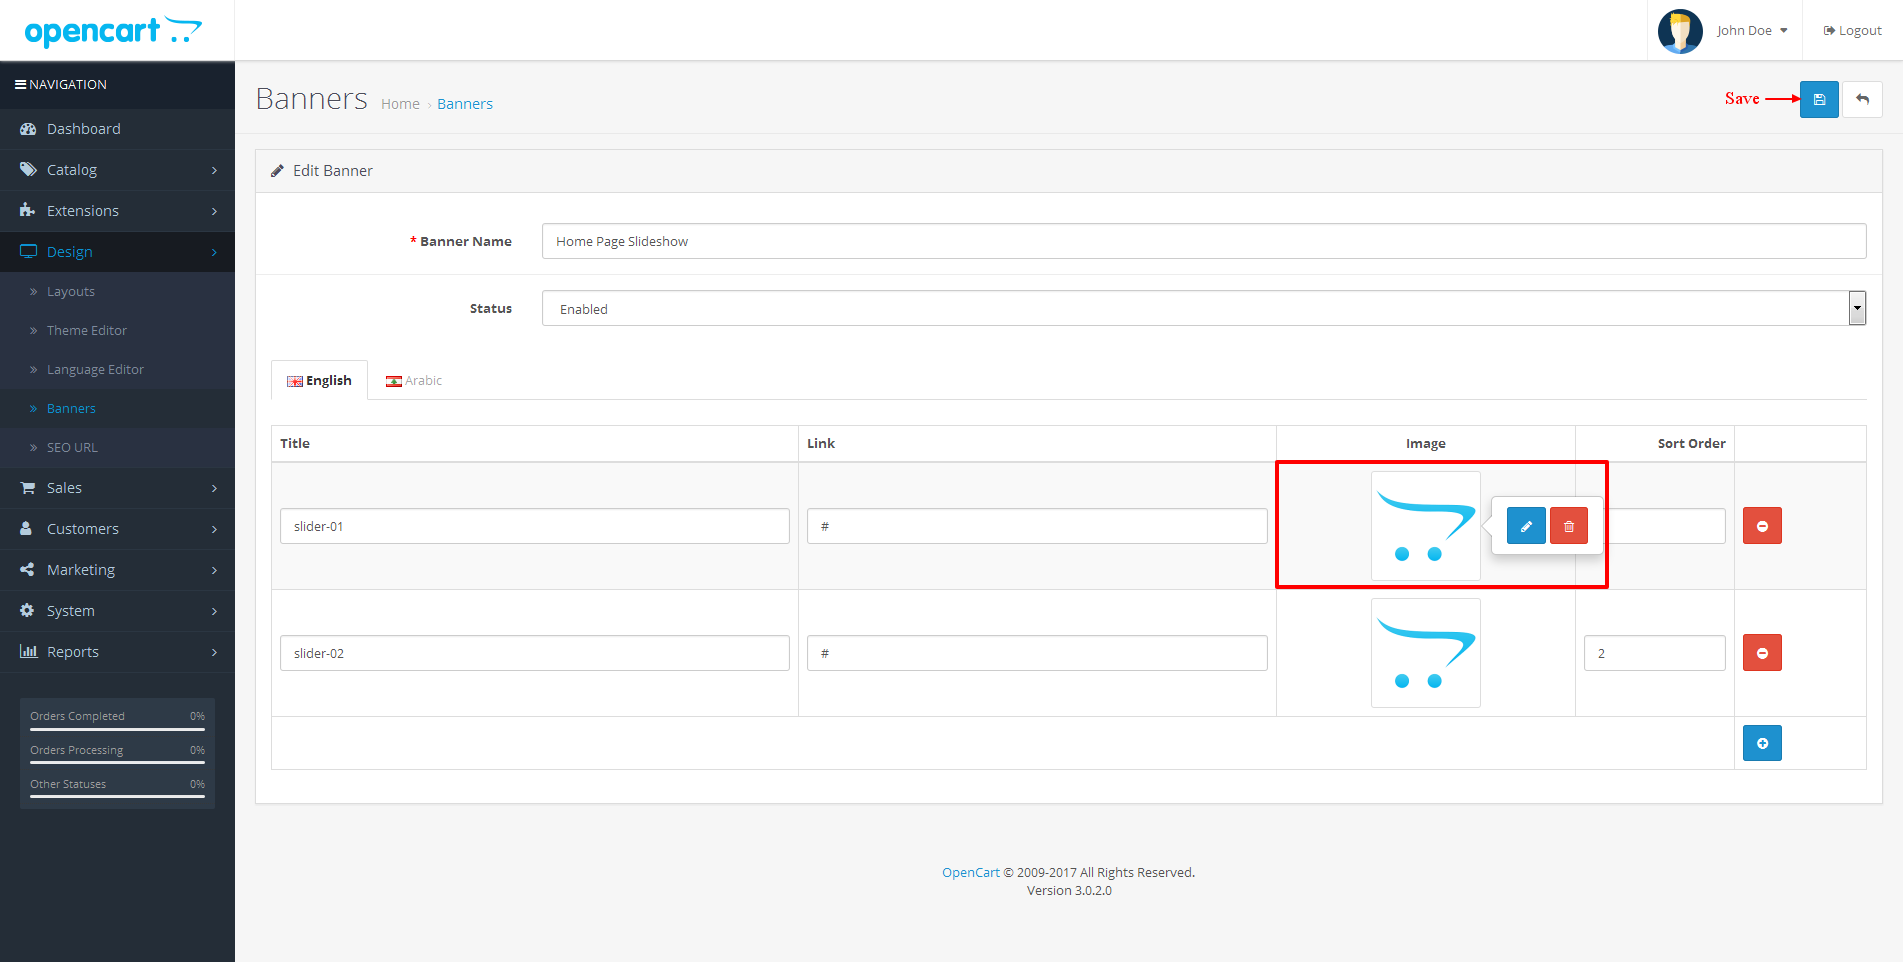 opencart
John Doe
Logout
NAVIGATION
Dashboard
Catalog
Extensions
Design
Layouts
Theme Editor
Language Editor
Banners
SEO URL
Sales
Customers
Marketing
System
Reports
Orders Completed 0%
Orders Processing 0%
Other Statuses 0%
Banners Home › Banners
Save
Edit Banner
* Banner Name Home Page Slideshow
Status Enabled
English Arabic
Title Link Image Sort Order
slider-01 #
slider-02 # 2
OpenCart © 2009-2017 All Rights Reserved.
Version 3.0.2.0